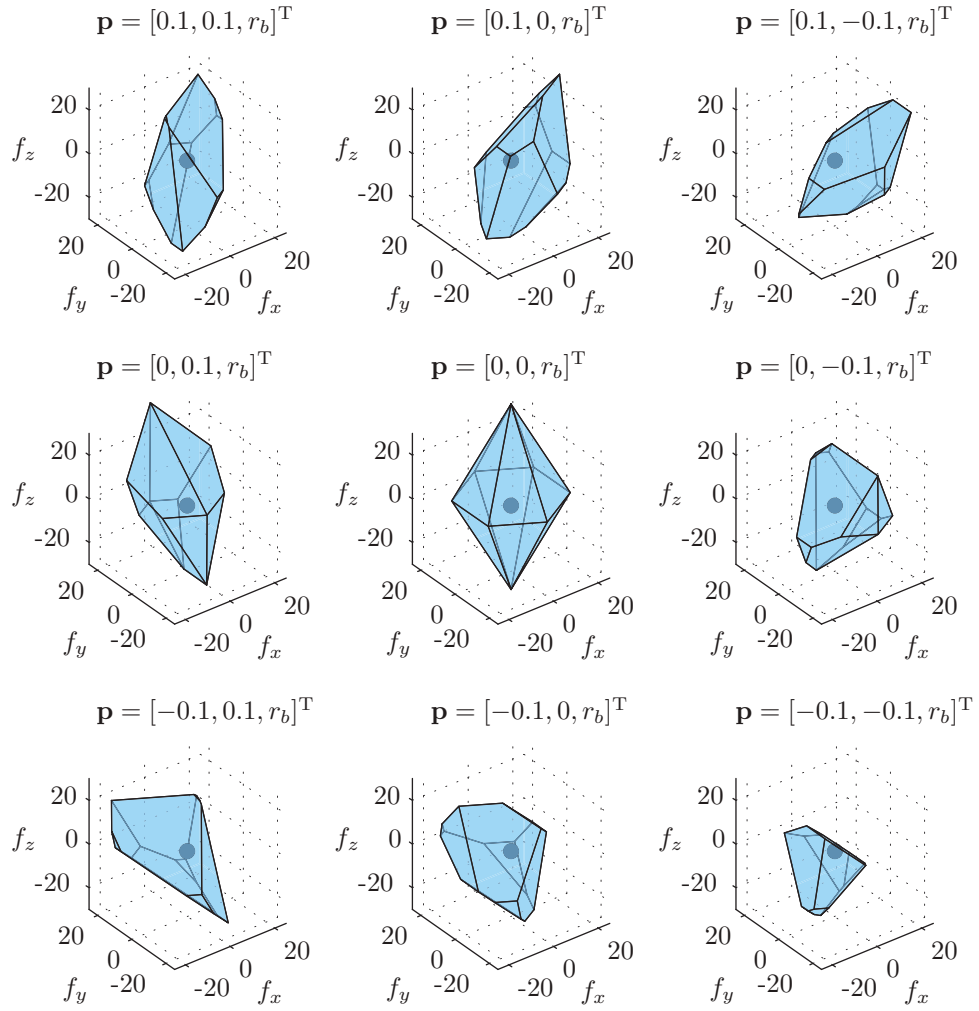 p = [0.1, 0.1, r_b]^T p = [0.1, 0, r_b]^T p = [0.1, −0.1, r_b]^T
20 20 20
f_z 0 f_z 0 f_z 0
-20 -20 -20
20 20 20 20 20 20
0 0 0 0 0 0
f_y -20 -20 f_x f_y -20 -20 f_x f_y -20 -20 f_x
p = [0, 0.1, r_b]^T p = [0, 0, r_b]^T p = [0, −0.1, r_b]^T
20 20 20
f_z 0 f_z 0 f_z 0
-20 -20 -20
20 20 20 20 20 20
0 0 0 0 0 0
f_y -20 -20 f_x f_y -20 -20 f_x f_y -20 -20 f_x
p = [−0.1, 0.1, r_b]^T p = [−0.1, 0, r_b]^T p = [−0.1, −0.1, r_b]^T
20 20 20
f_z 0 f_z 0 f_z 0
-20 -20 -20
20 20 20 20 20 20
0 0 0 0 0 0
f_y -20 -20 f_x f_y -20 -20 f_x f_y -20 -20 f_x